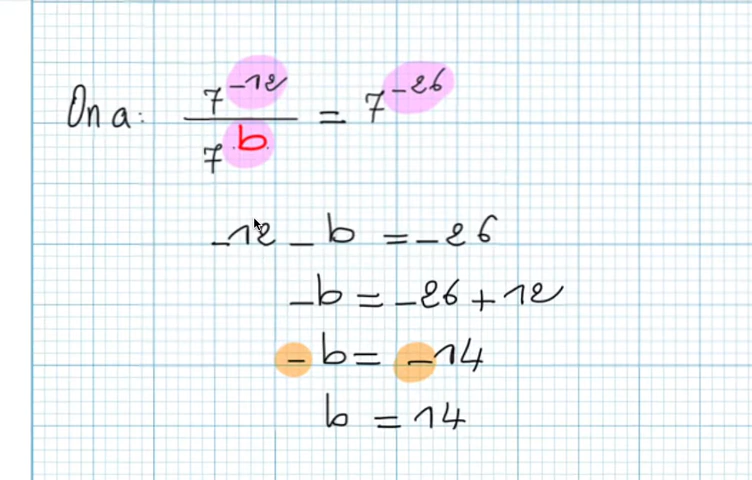 On a : 7^-12 / 7^b = 7^-26
-12 - b = -26
-b = -26 + 12
- b = -14
b = 14